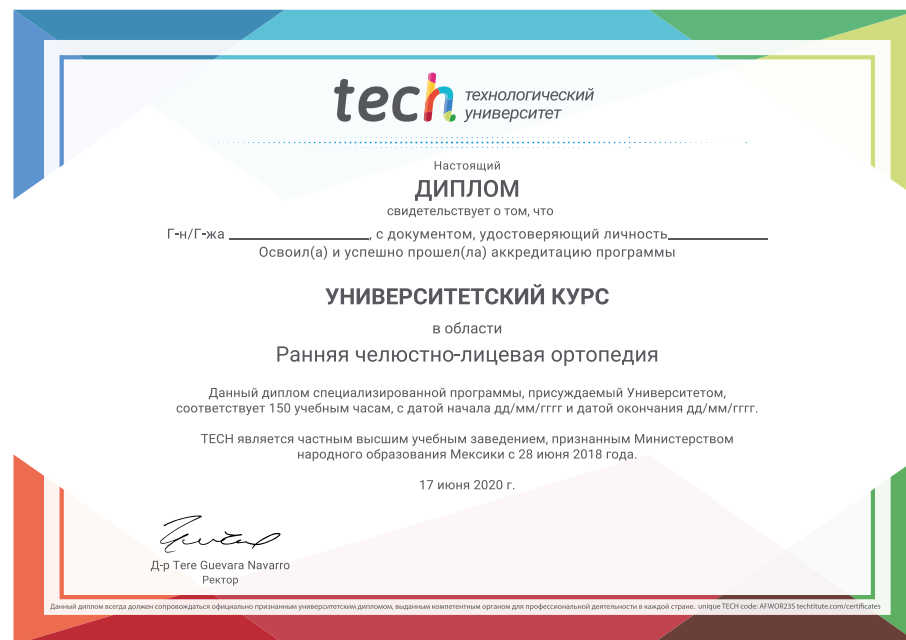 tech технологический
университет
Настоящий
ДИПЛОМ
свидетельствует о том, что
Г-н/Г-жа ____________________, с документом, удостоверяющий личность______________
Освоил(а) и успешно прошел(ла) аккредитацию программы
УНИВЕРСИТЕТСКИЙ КУРС
в области
Ранняя челюстно-лицевая ортопедия
Данный диплом специализированной программы, присуждаемый Университетом,
соответствует 150 учебным часам, с датой начала дд/мм/гггг и датой окончания дд/мм/гггг.
TECH является частным высшим учебным заведением, признанным Министерством
народного образования Мексики с 28 июня 2018 года.
17 июня 2020 г.
Д-р Tere Guevara Navarro
Ректор
Данный диплом всегда должен сопровождаться официально признанным университетским дипломом, выданным компетентным органом для профессиональной деятельности в каждой стране. unique TECH code: AFWOR23S techtitute.com/certificates